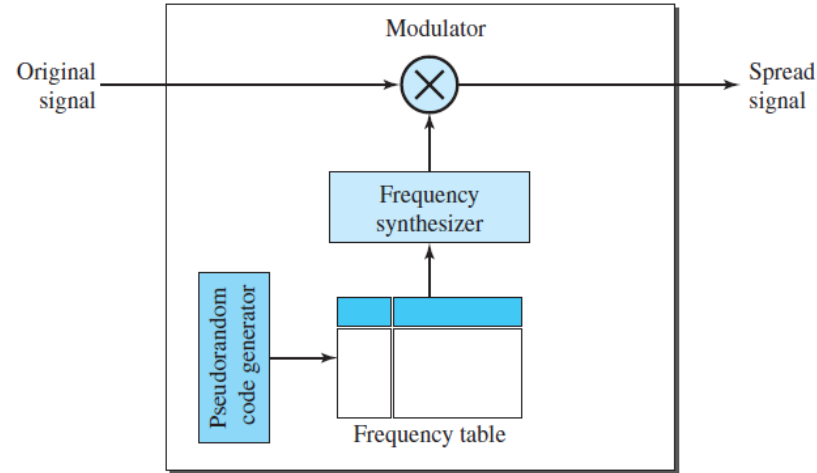 Modulator
Original
signal
Spread
signal
Frequency
synthesizer
Pseudorandom
code generator
Frequency table